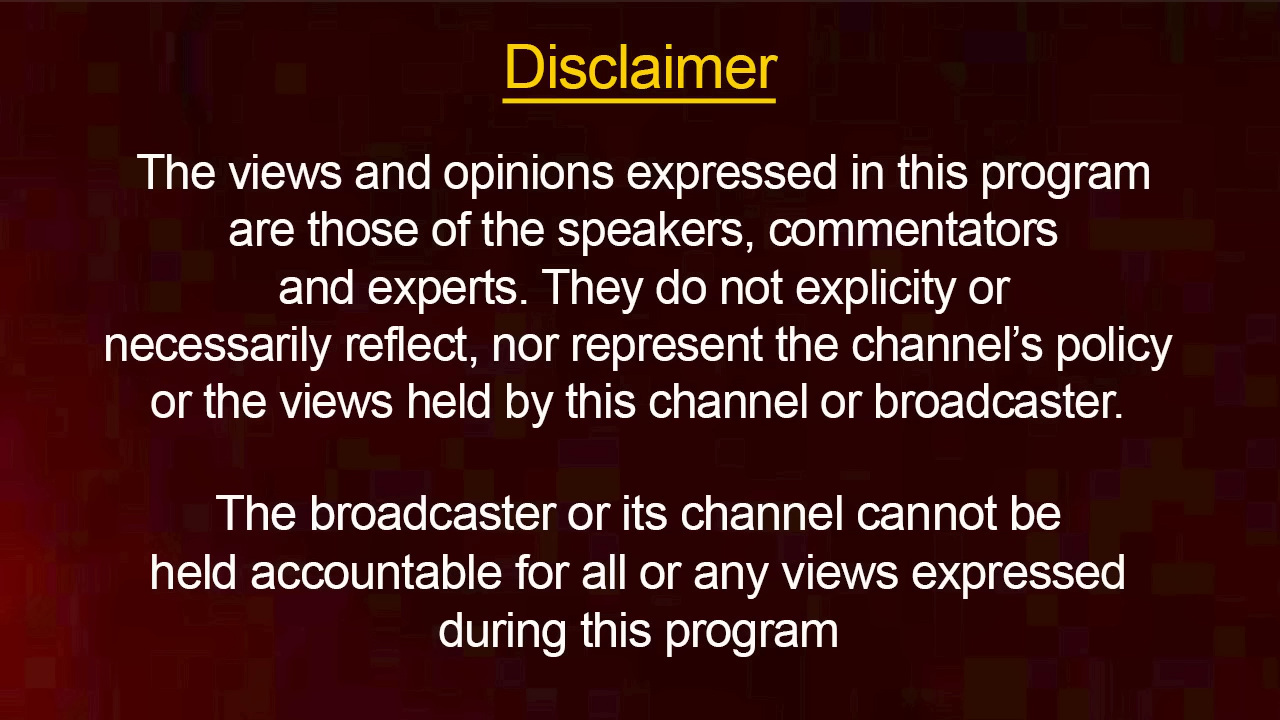 Disclaimer
The views and opinions expressed in this program
are those of the speakers, commentators
and experts. They do not explicity or
necessarily reflect, nor represent the channel’s policy
or the views held by this channel or broadcaster.
The broadcaster or its channel cannot be
held accountable for all or any views expressed
during this program